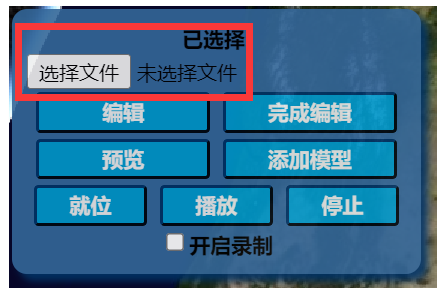 已选择
选择文件 未选择文件
编辑 完成编辑
预览 添加模型
就位 播放 停止
开启录制